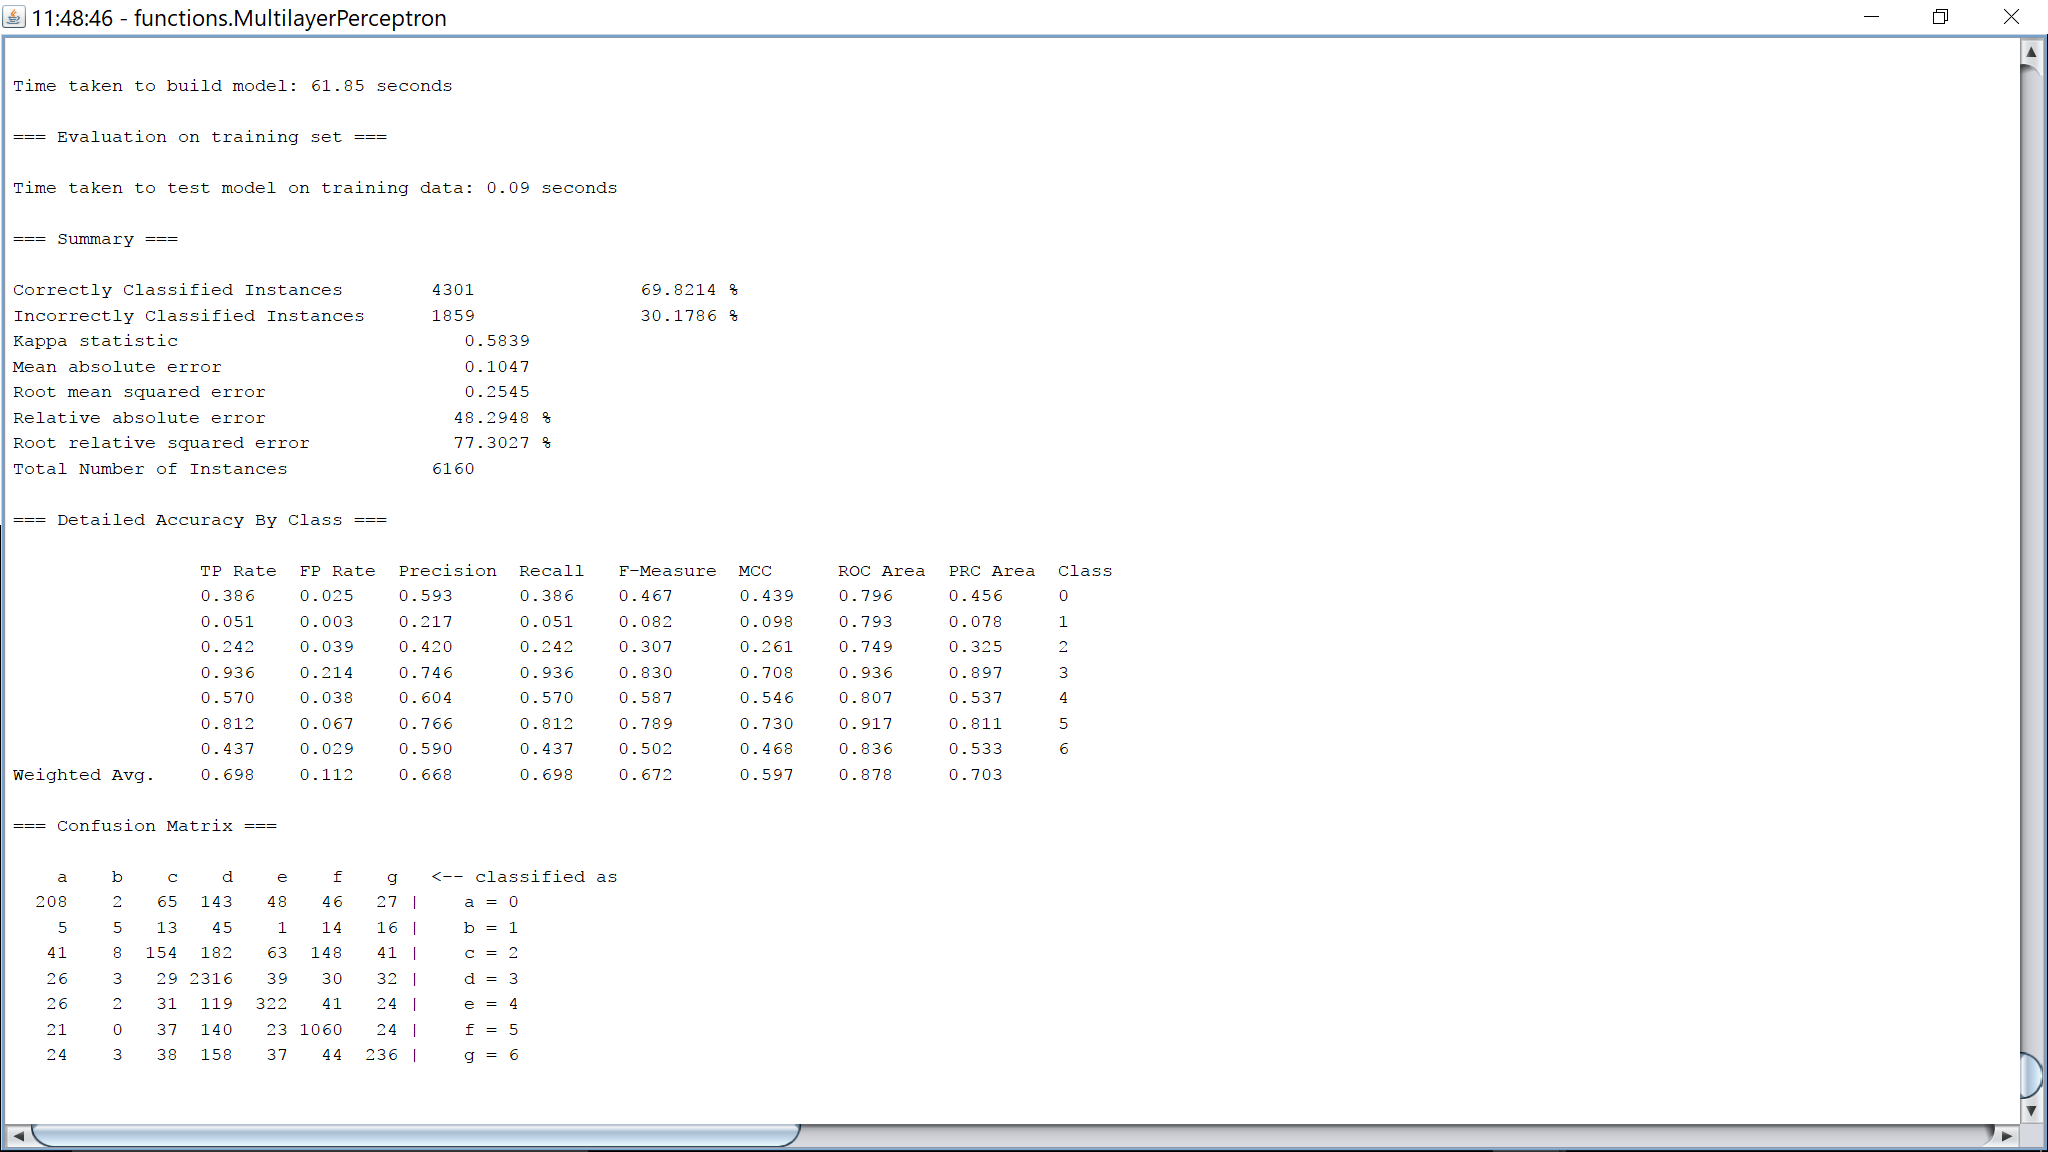 11:48:46 - functions.MultilayerPerceptron
Time taken to build model: 61.85 seconds
=== Evaluation on training set ===
Time taken to test model on training data: 0.09 seconds
=== Summary ===
Correctly Classified Instances 4301 69.8214 %
Incorrectly Classified Instances 1859 30.1786 %
Kappa statistic 0.5839
Mean absolute error 0.1047
Root mean squared error 0.2545
Relative absolute error 48.2948 %
Root relative squared error 77.3027 %
Total Number of Instances 6160
=== Detailed Accuracy By Class ===
TP Rate FP Rate Precision Recall F-Measure MCC ROC Area PRC Area Class
0.386 0.025 0.593 0.386 0.467 0.439 0.796 0.456 0
0.051 0.003 0.217 0.051 0.082 0.098 0.793 0.078 1
0.242 0.039 0.420 0.242 0.307 0.261 0.749 0.325 2
0.936 0.214 0.746 0.936 0.830 0.708 0.936 0.897 3
0.570 0.038 0.604 0.570 0.587 0.546 0.807 0.537 4
0.812 0.067 0.766 0.812 0.789 0.730 0.917 0.811 5
0.437 0.029 0.590 0.437 0.502 0.468 0.836 0.533 6
Weighted Avg. 0.698 0.112 0.668 0.698 0.672 0.597 0.878 0.703
=== Confusion Matrix ===
a b c d e f g <-- classified as
208 2 65 143 48 46 27 | a = 0
5 5 13 45 1 14 16 | b = 1
41 8 154 182 63 148 41 | c = 2
26 3 29 2316 39 30 32 | d = 3
26 2 31 119 322 41 24 | e = 4
21 0 37 140 23 1060 24 | f = 5
24 3 38 158 37 44 236 | g = 6